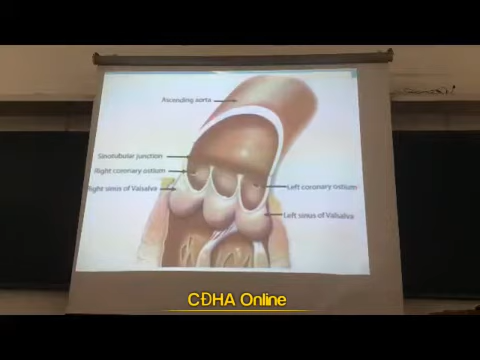 Ascending aorta
Sinotubular junction
Right coronary ostium
Right sinus of Valsalva
Left coronary ostium
Left sinus of Valsalva
CĐHA Online